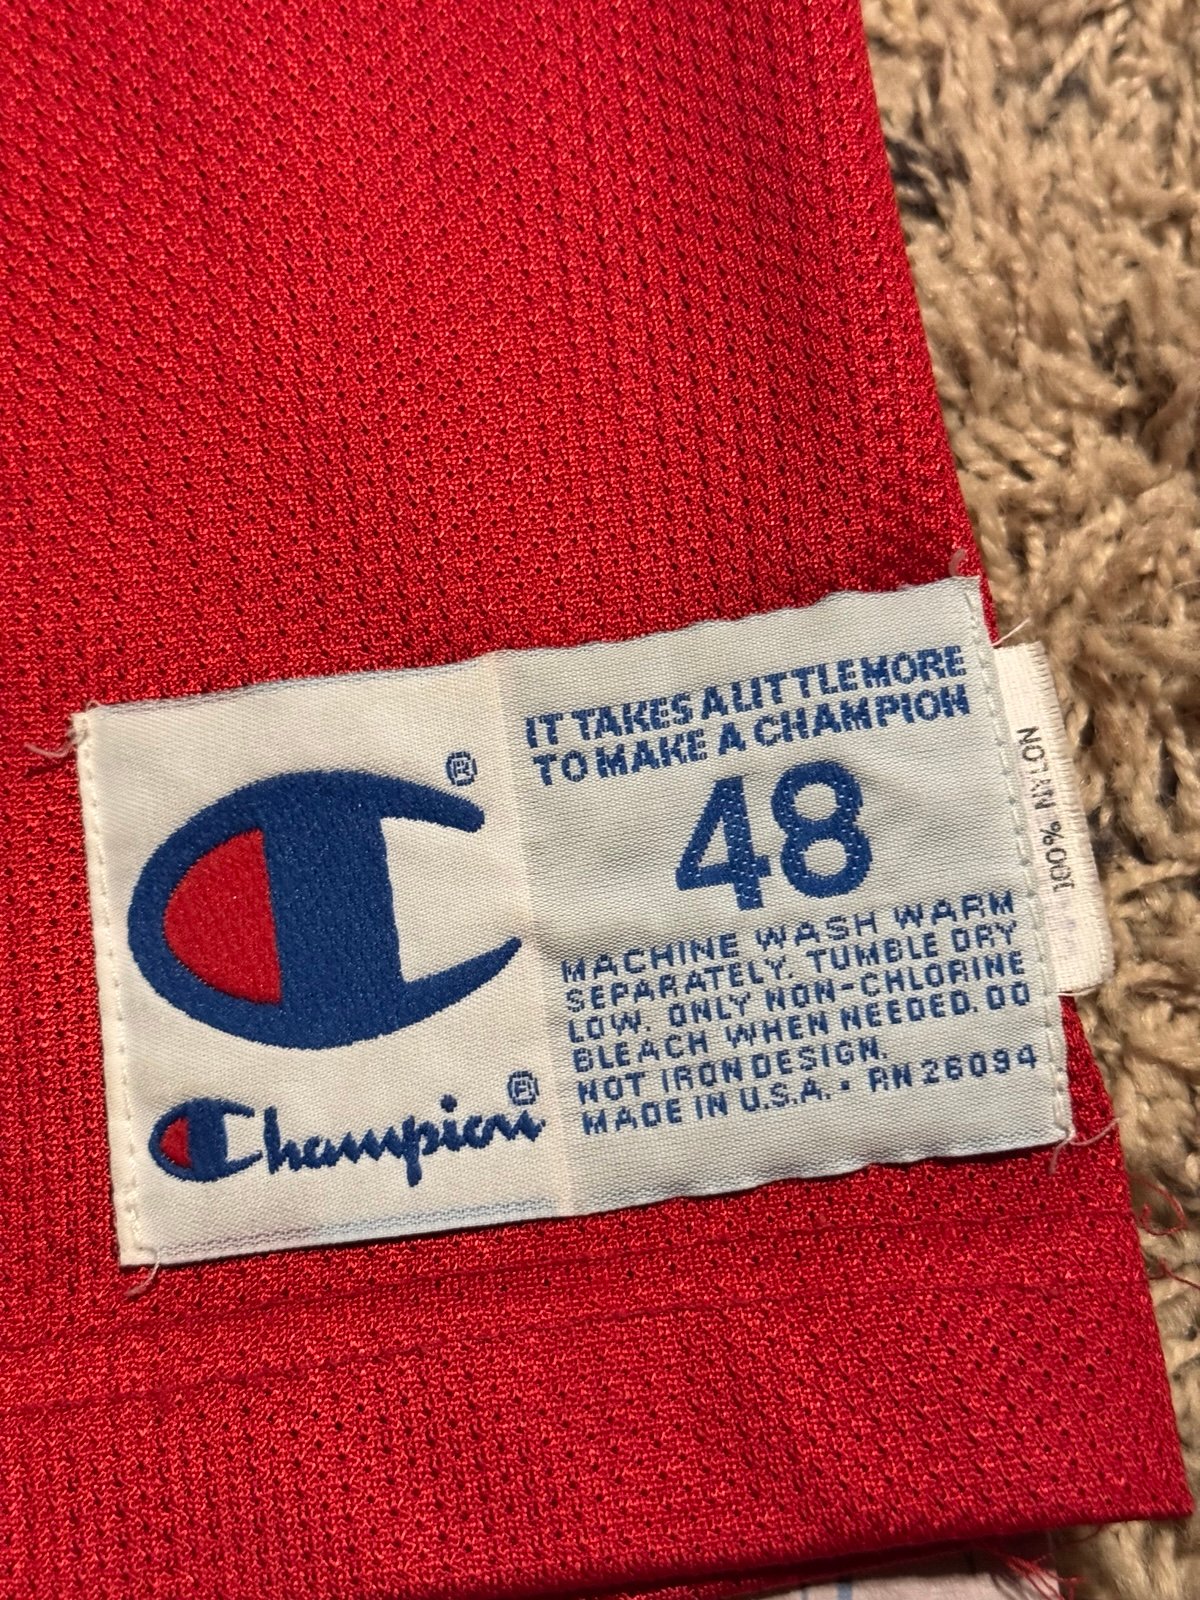 ®
Champion®
IT TAKES A LITTLE MORE
TO MAKE A CHAMPION
48
MACHINE WASH WARM
SEPARATELY. TUMBLE DRY
LOW. ONLY NON-CHLORINE
BLEACH WHEN NEEDED. DO
NOT IRON DESIGN.
MADE IN U.S.A. • RN 26094
100% NYLON